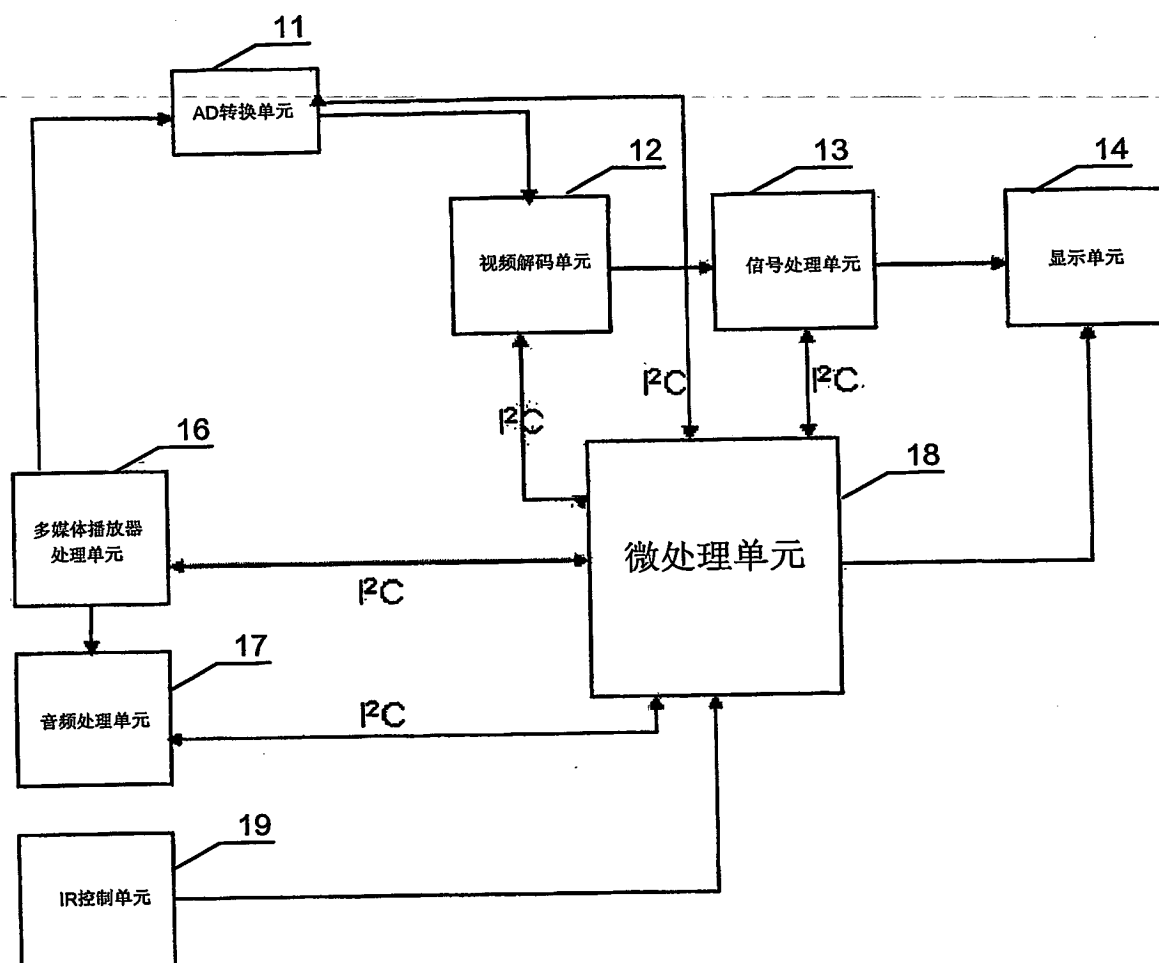 11
AD转换单元
12
13
14
视频解码单元
信号处理单元
显示单元
I²C
I²C
I²C
16
18
多媒体播放器
处理单元
微处理单元
I²C
17
音频处理单元
I²C
19
IR控制单元